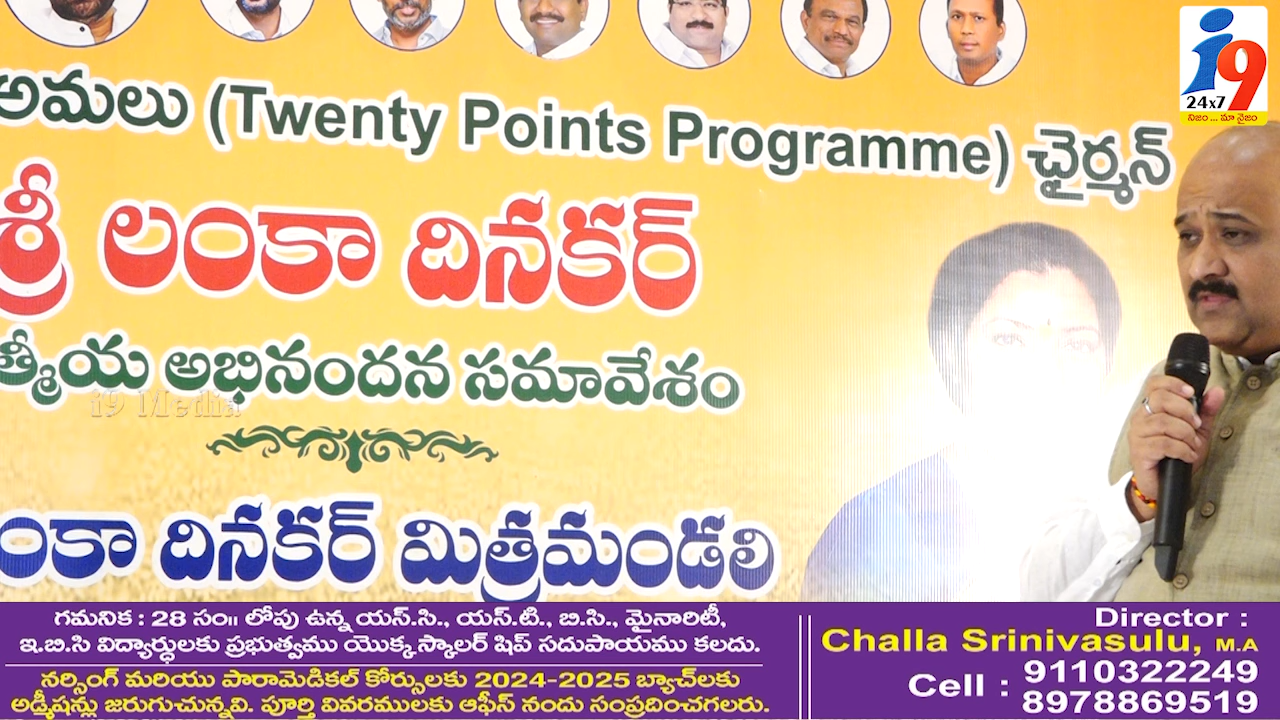 i9
24x7
నిజం ... మా నైజం
అమలు (Twenty Points Programme) ఛైర్మన్
శ్రీ లంకా దినకర్
త్మీయ అభినందన సమావేశం
i9 Media
లంకా దినకర్ మిత్రమండలి
గమనిక : 28 సం॥ లోపు ఉన్న యస్.సి., యస్.టి., బి.సి., మైనారిటీ,
ఇ.బి.సి విద్యార్థులకు ప్రభుత్వము యొక్క స్కాలర్ షిప్ సదుపాయము కలదు.
నర్సింగ్ మరియు పారామెడికల్ కోర్సులకు 2024-2025 బ్యాచ్‌లకు
అడ్మీషన్లు జరుగుచున్నవి. పూర్తి వివరములకు ఆఫీస్ నందు సంప్రదించగలరు.
Director :
Challa Srinivasulu, M.A
Cell : 9110322249
8978869519